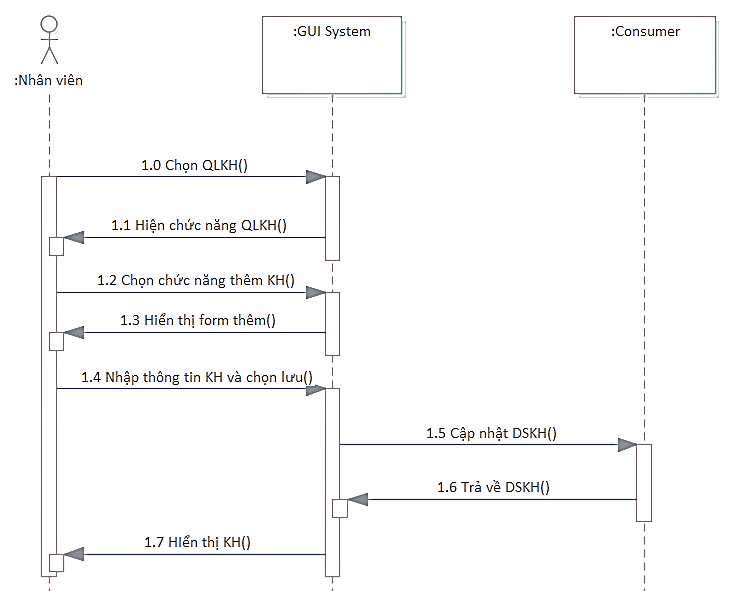 :Nhân viên
:GUI System
:Consumer
1.0 Chọn QLKH()
1.1 Hiện chức năng QLKH()
1.2 Chọn chức năng thêm KH()
1.3 Hiển thị form thêm()
1.4 Nhập thông tin KH và chọn lưu()
1.5 Cập nhật DSKH()
1.6 Trả về DSKH()
1.7 HIển thị KH()